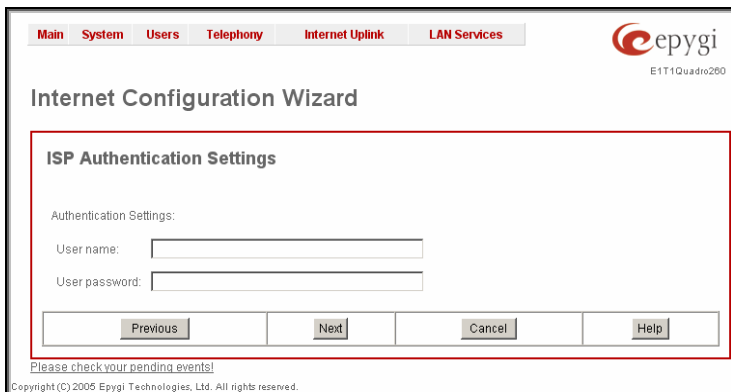 Main System Users Telephony Internet Uplink LAN Services
epygi
E1T1Quadro260
Internet Configuration Wizard
ISP Authentication Settings
Authentication Settings:
User name:
User password:
Previous Next Cancel Help
Please check your pending events!
Copyright (C) 2005 Epygi Technologies, Ltd. All rights reserved.